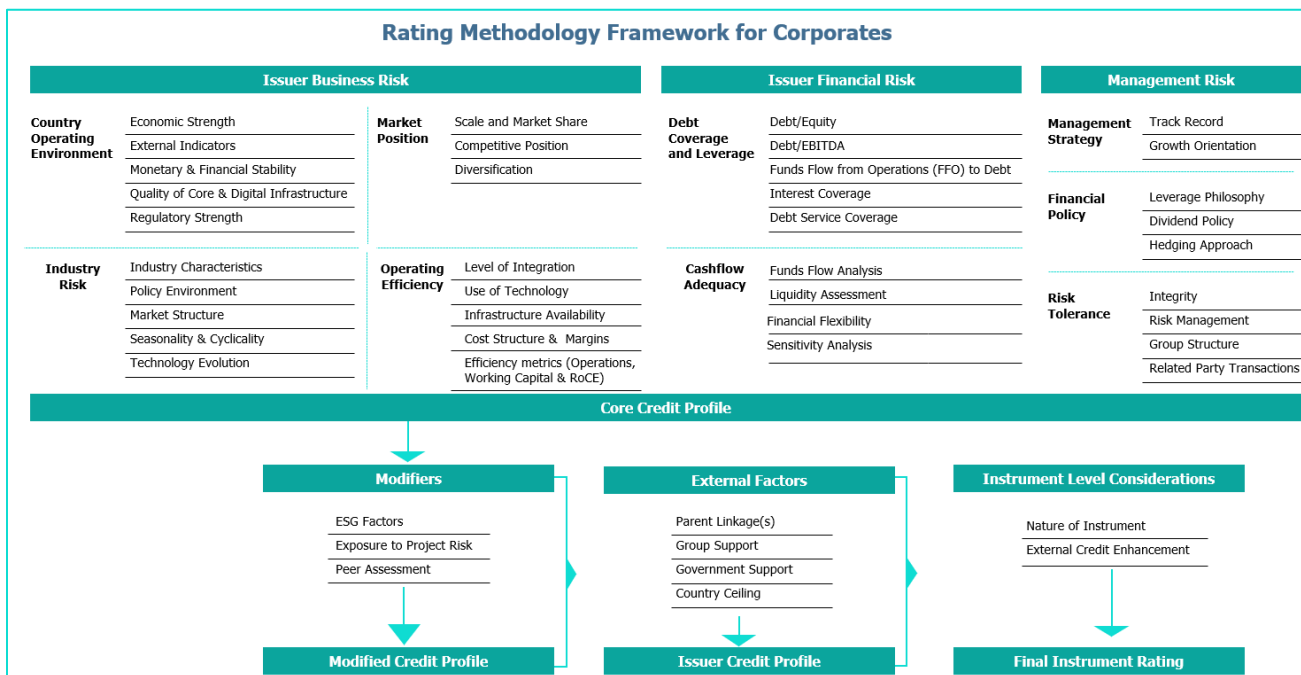 Rating Methodology Framework for Corporates
Issuer Business Risk
Country
Operating
Environment
Economic Strength
External Indicators
Monetary & Financial Stability
Quality of Core & Digital Infrastructure
Regulatory Strength
Market
Position
Scale and Market Share
Competitive Position
Diversification
Industry
Risk
Industry Characteristics
Policy Environment
Market Structure
Seasonality & Cyclicality
Technology Evolution
Operating
Efficiency
Level of Integration
Use of Technology
Infrastructure Availability
Cost Structure & Margins
Efficiency metrics (Operations,
Working Capital & RoCE)
Issuer Financial Risk
Debt
Coverage
and Leverage
Debt/Equity
Debt/EBITDA
Funds Flow from Operations (FFO) to Debt
Interest Coverage
Debt Service Coverage
Cashflow
Adequacy
Funds Flow Analysis
Liquidity Assessment
Financial Flexibility
Sensitivity Analysis
Management Risk
Management
Strategy
Track Record
Growth Orientation
Financial
Policy
Leverage Philosophy
Dividend Policy
Hedging Approach
Risk
Tolerance
Integrity
Risk Management
Group Structure
Related Party Transactions
Core Credit Profile
Modifiers
ESG Factors
Exposure to Project Risk
Peer Assessment
Modified Credit Profile
External Factors
Parent Linkage(s)
Group Support
Government Support
Country Ceiling
Issuer Credit Profile
Instrument Level Considerations
Nature of Instrument
External Credit Enhancement
Final Instrument Rating